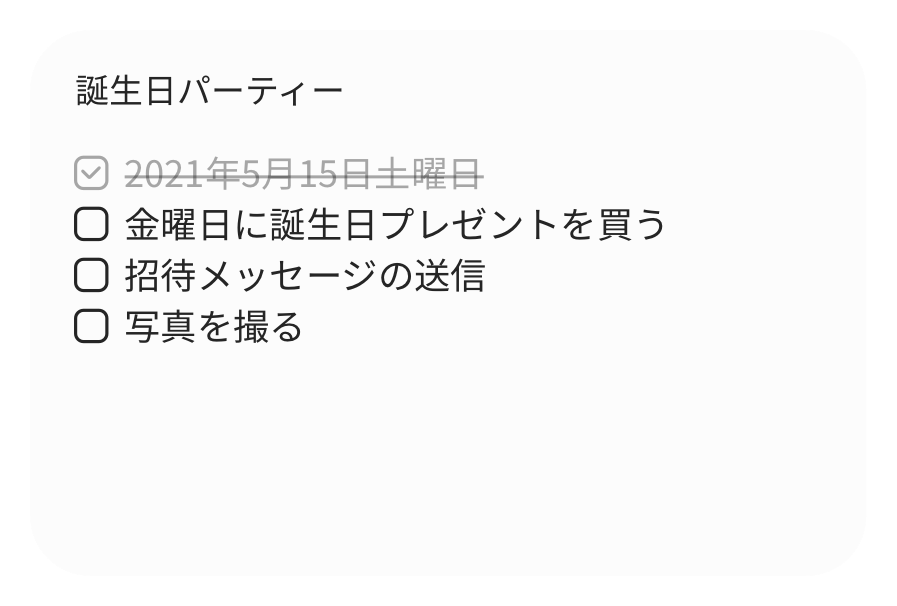 誕生日パーティー
2021年5月15日土曜日
金曜日に誕生日プレゼントを買う
招待メッセージの送信
写真を撮る